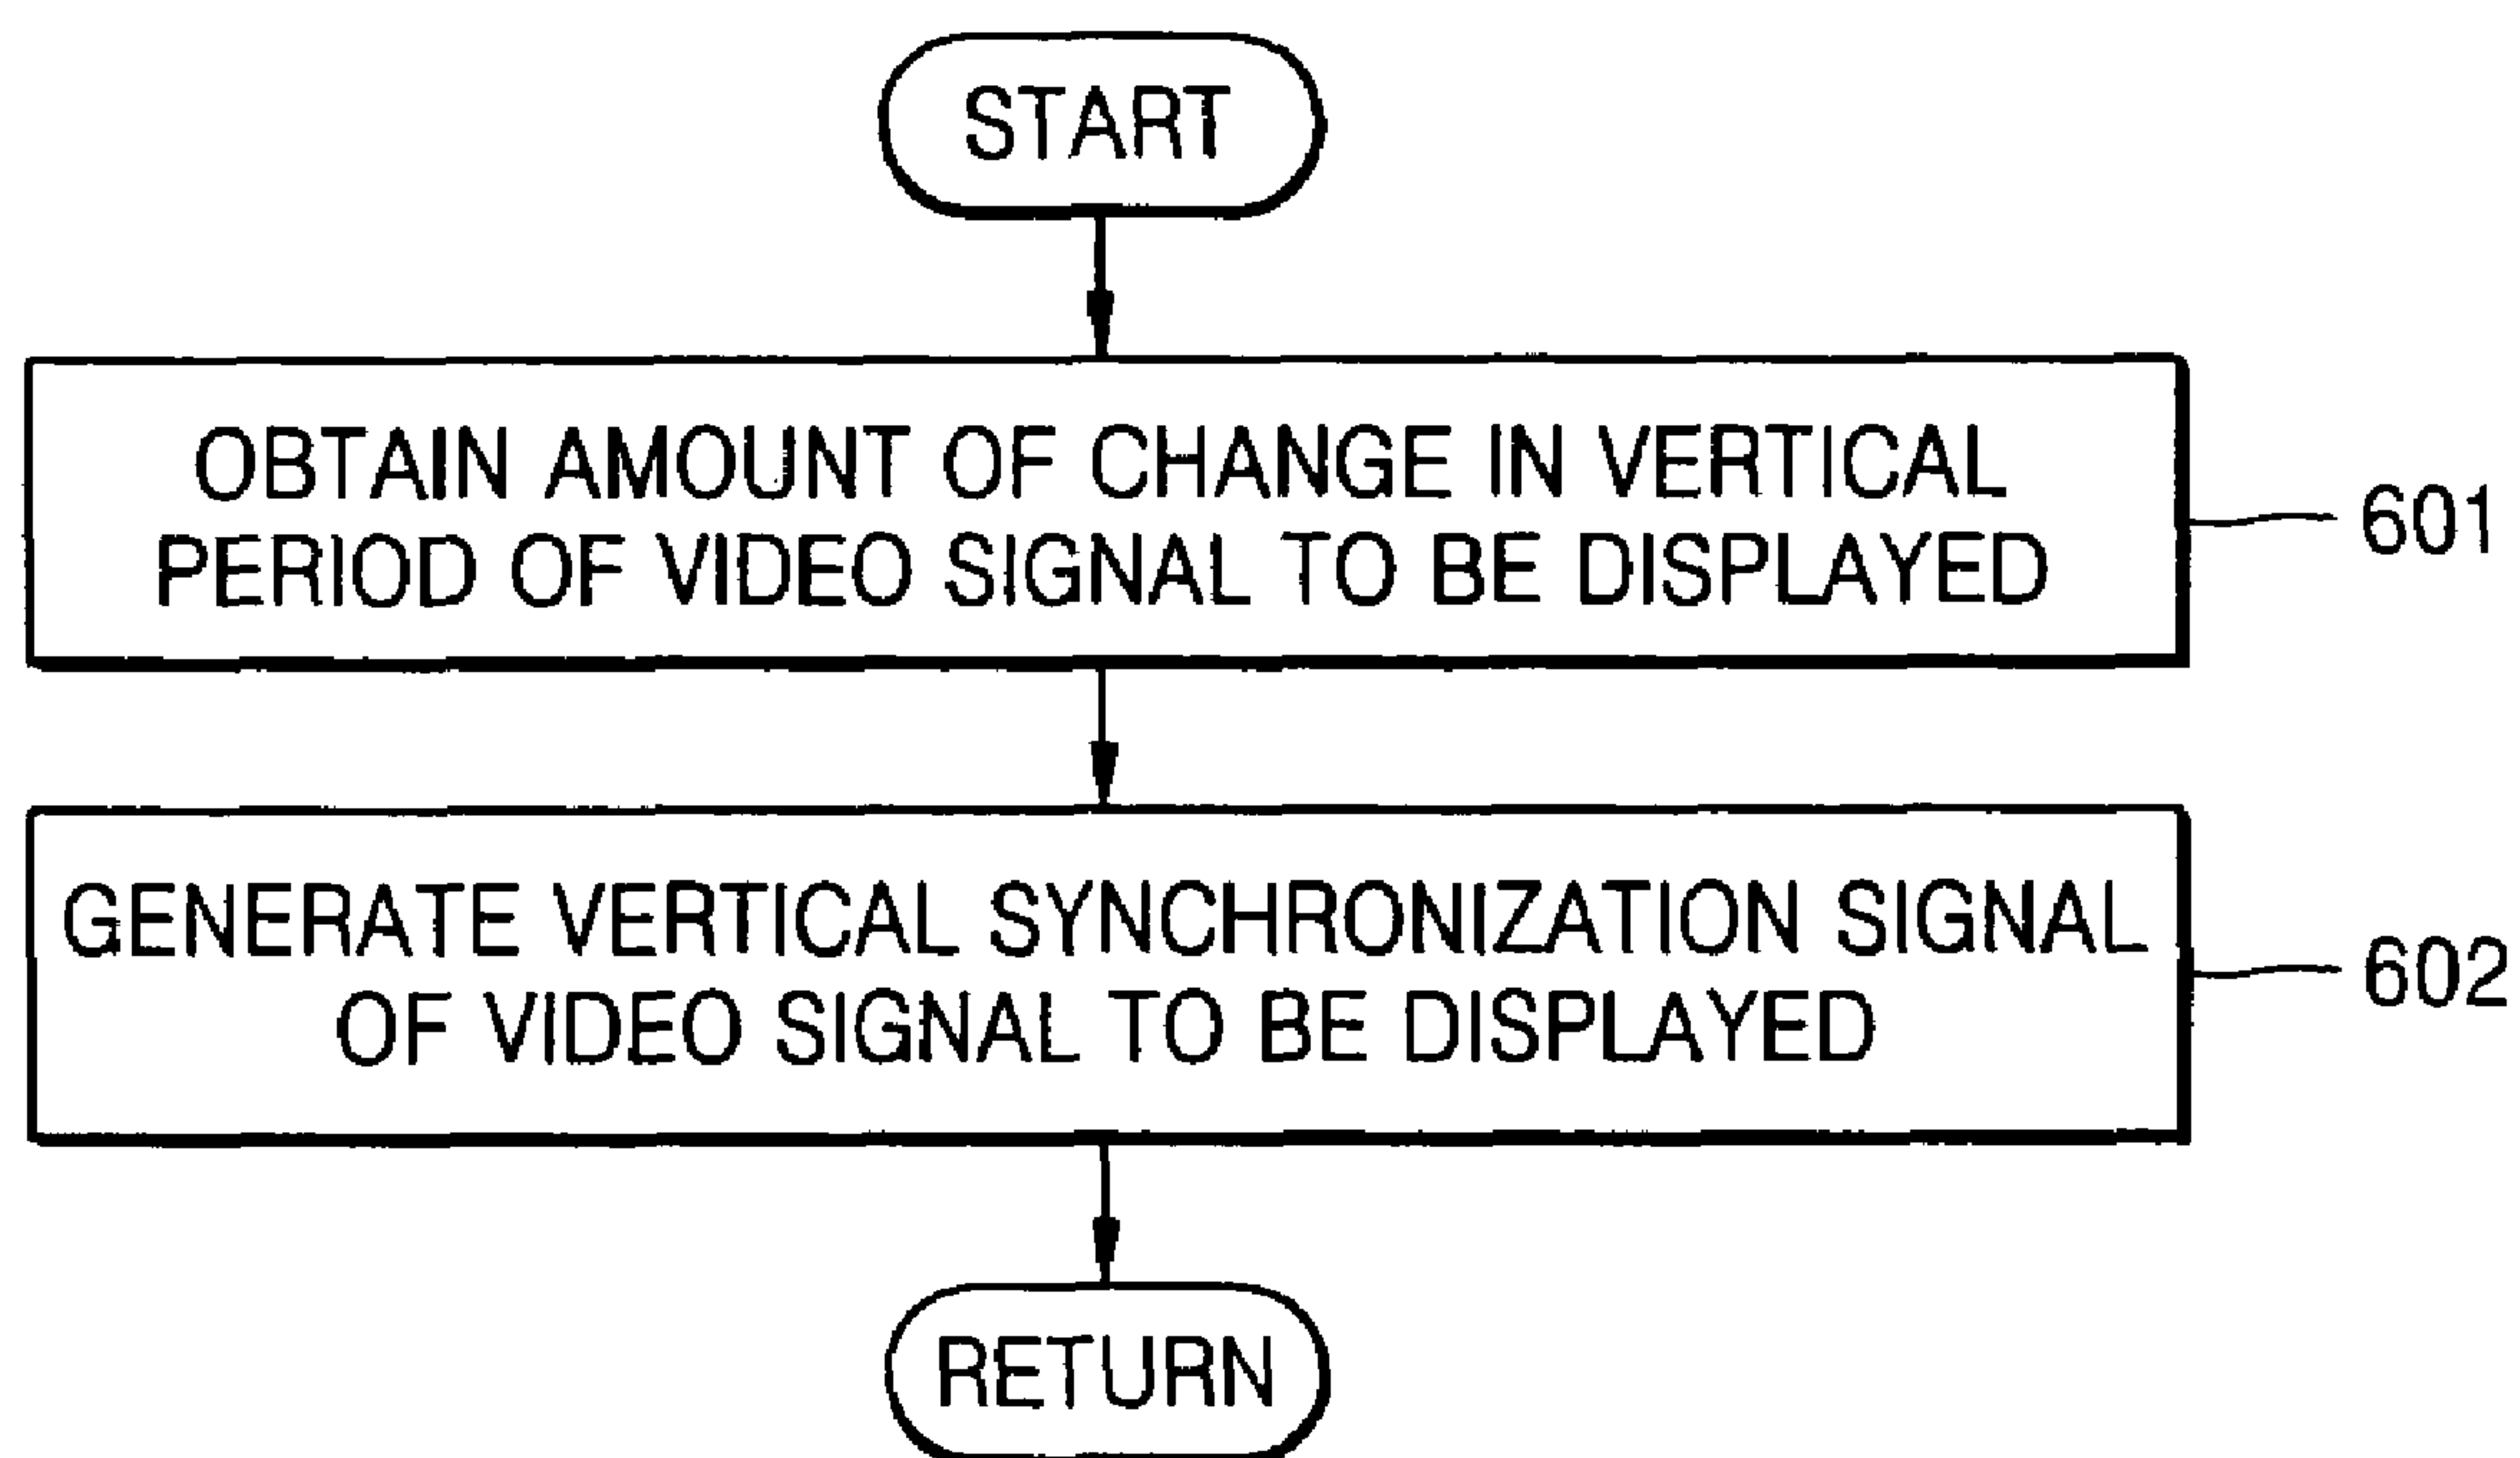 START
OBTAIN AMOUNT OF CHANGE IN VERTICAL
PERIOD OF VIDEO SIGNAL TO BE DISPLAYED
601
GENERATE VERTICAL SYNCHRONIZATION SIGNAL
OF VIDEO SIGNAL TO BE DISPLAYED
602
RETURN